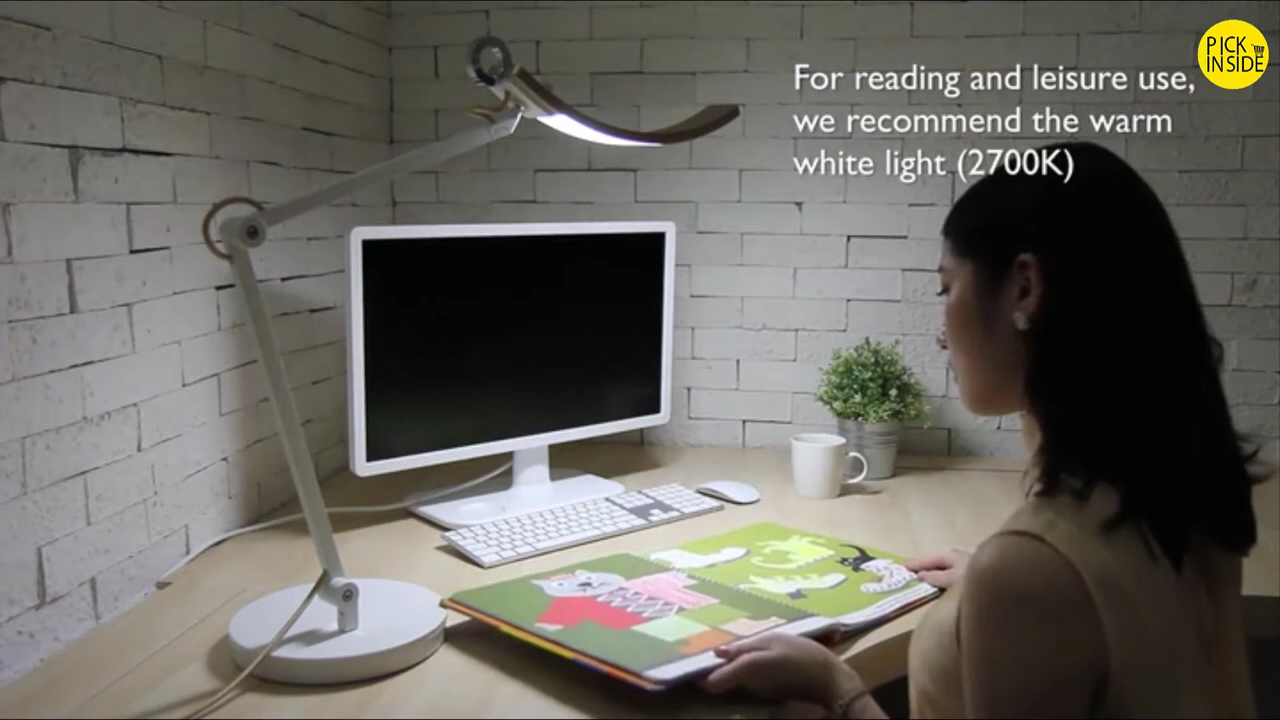 PICK
INSIDE
For reading and leisure use,
we recommend the warm
white light (2700K)